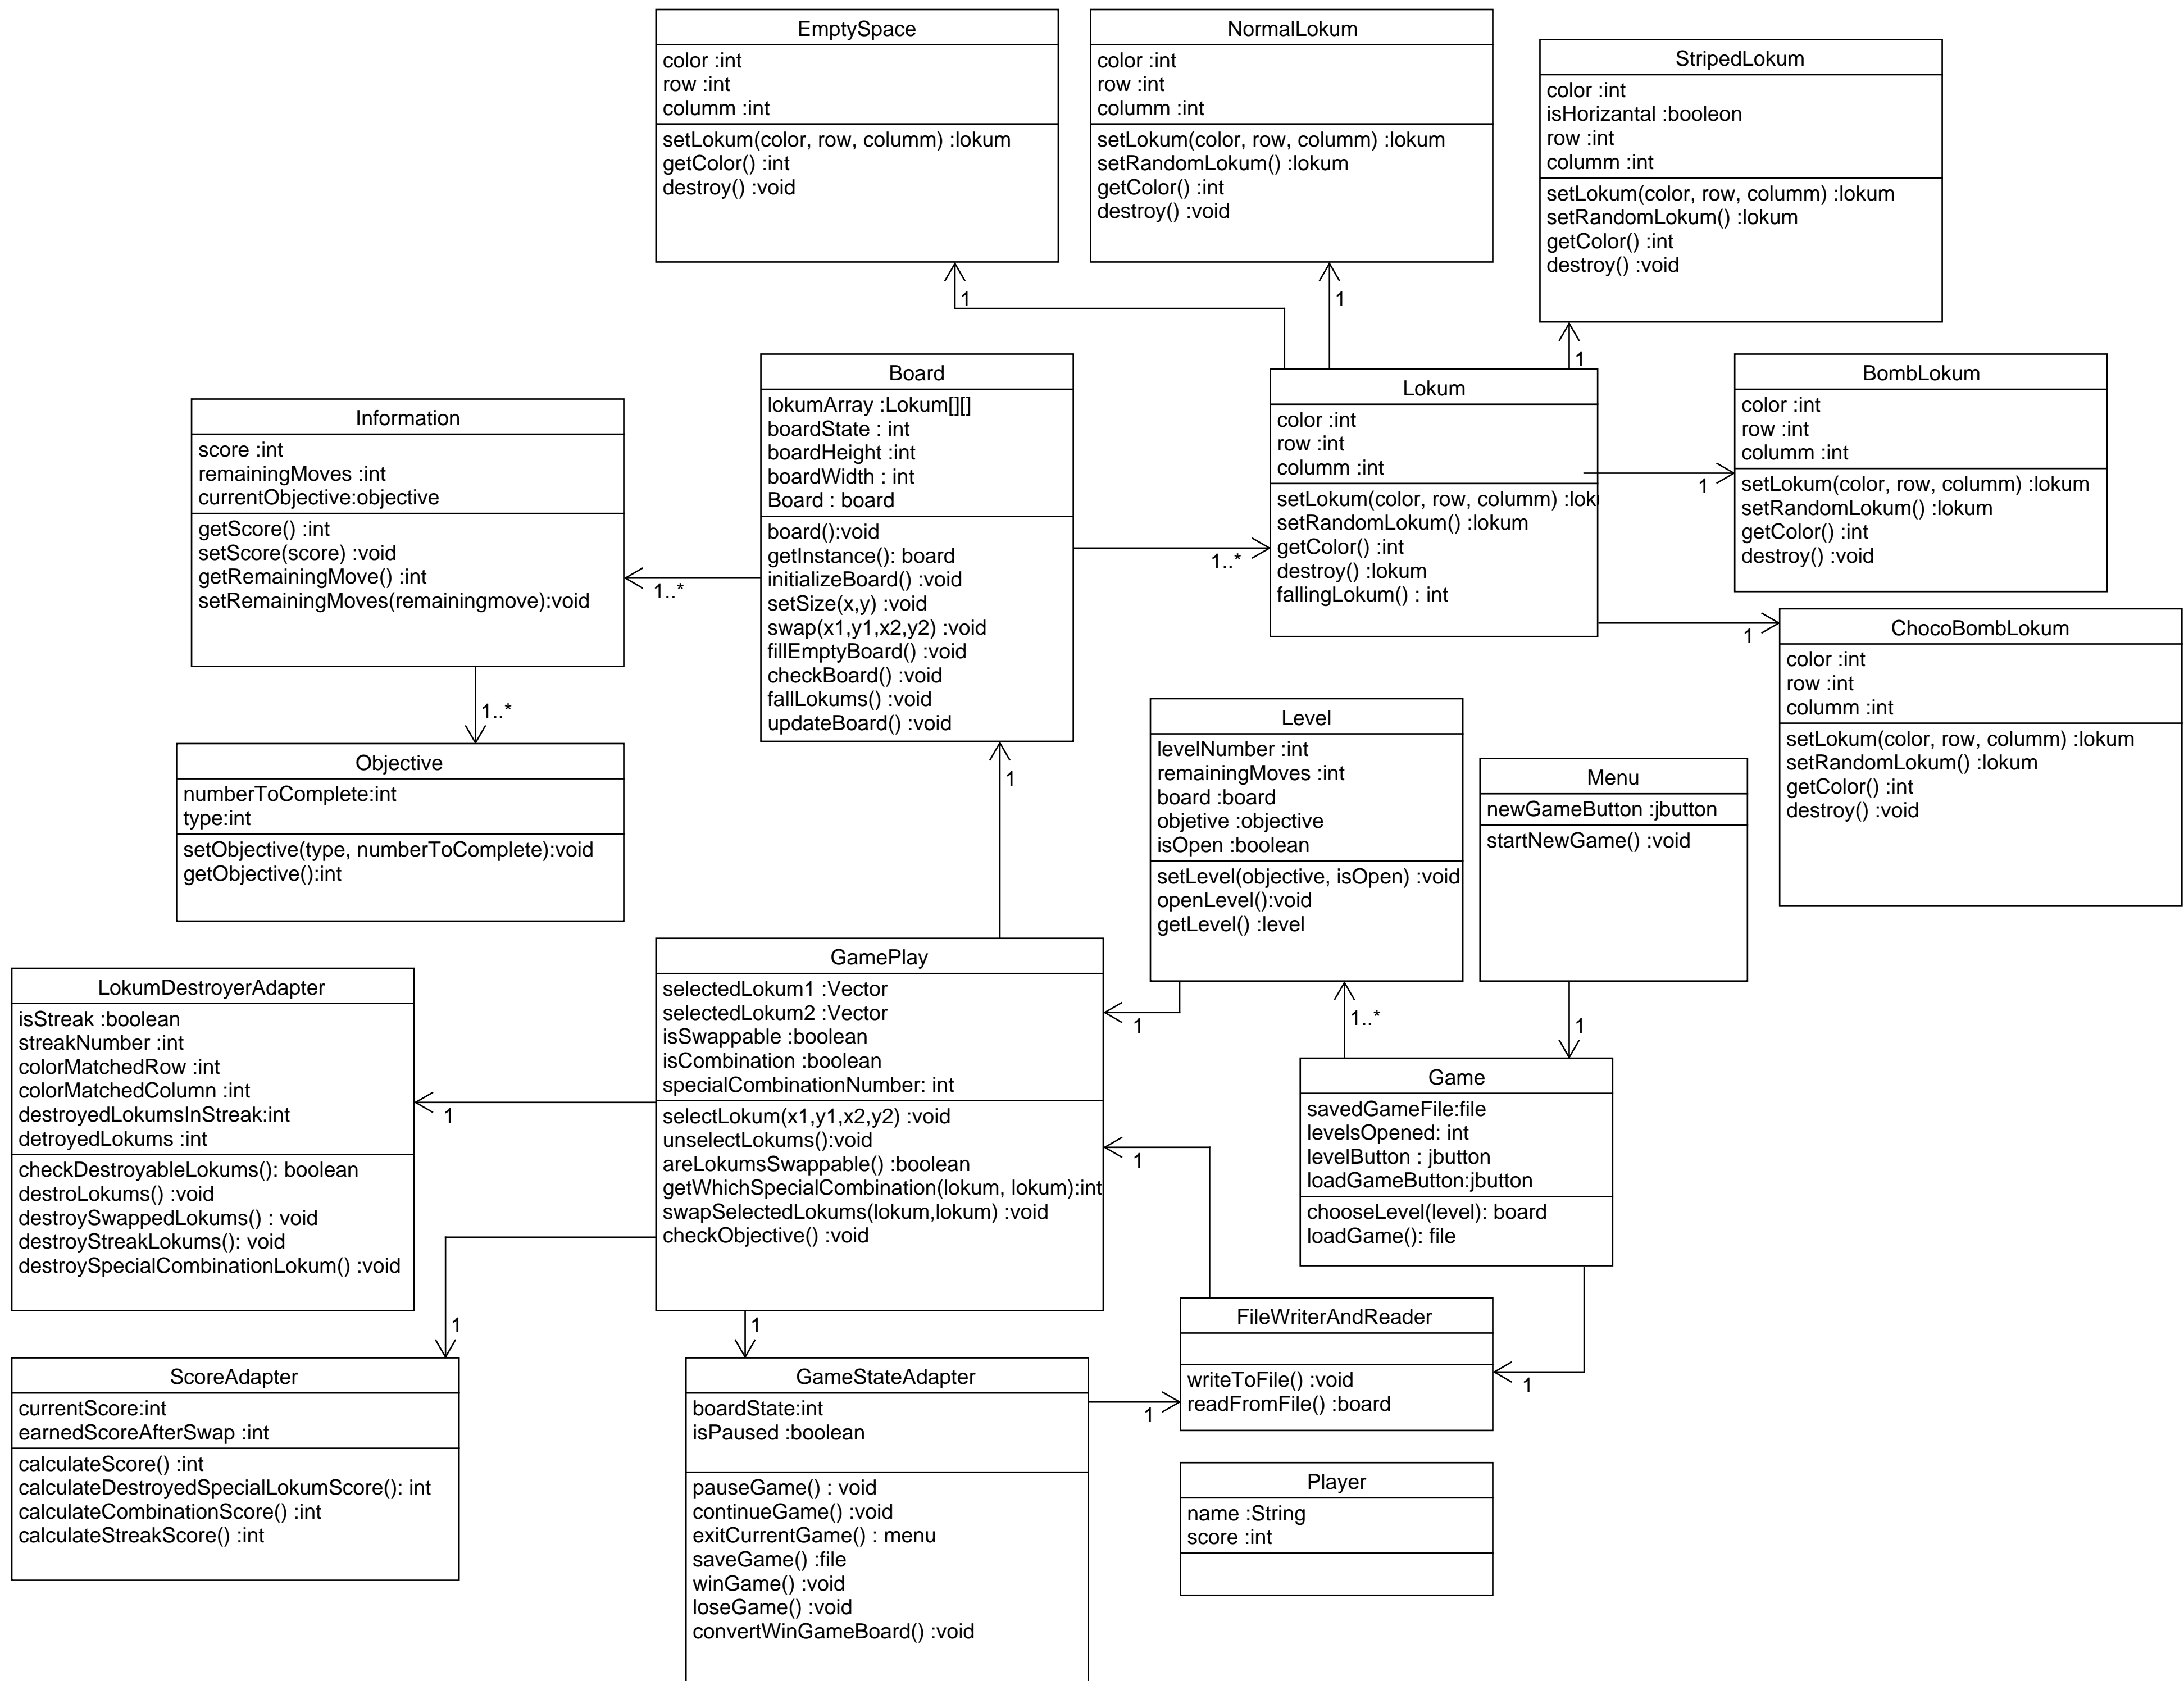 EmptySpace
color :int
row :int
columm :int
setLokum(color, row, columm) :lokum
getColor() :int
destroy() :void
1
NormalLokum
color :int
row :int
columm :int
setLokum(color, row, columm) :lokum
setRandomLokum() :lokum
getColor() :int
destroy() :void
1
StripedLokum
color :int
isHorizantal :booleon
row :int
columm :int
setLokum(color, row, columm) :lokum
setRandomLokum() :lokum
getColor() :int
destroy() :void
1
Information
score :int
remainingMoves :int
currentObjective:objective
getScore() :int
setScore(score) :void
getRemainingMove() :int
setRemainingMoves(remainingmove):void
1..*
Board
lokumArray :Lokum[][]
boardState : int
boardHeight :int
boardWidth : int
Board : board
board():void
getInstance(): board
initializeBoard() :void
setSize(x,y) :void
swap(x1,y1,x2,y2) :void
fillEmptyBoard() :void
checkBoard() :void
fallLokums() :void
updateBoard() :void
1..*
Lokum
color :int
row :int
columm :int
setLokum(color, row, columm) :lok
setRandomLokum() :lokum
getColor() :int
destroy() :lokum
fallingLokum() : int
1
BombLokum
color :int
row :int
columm :int
setLokum(color, row, columm) :lokum
setRandomLokum() :lokum
getColor() :int
destroy() :void
1
ChocoBombLokum
color :int
row :int
columm :int
setLokum(color, row, columm) :lokum
setRandomLokum() :lokum
getColor() :int
destroy() :void
1..*
Objective
numberToComplete:int
type:int
setObjective(type, numberToComplete):void
getObjective():int
1
Level
levelNumber :int
remainingMoves :int
board :board
objetive :objective
isOpen :boolean
setLevel(objective, isOpen) :void
openLevel():void
getLevel() :level
Menu
newGameButton :jbutton
startNewGame() :void
LokumDestroyerAdapter
isStreak :boolean
streakNumber :int
colorMatchedRow :int
colorMatchedColumn :int
destroyedLokumsInStreak:int
detroyedLokums :int
checkDestroyableLokums(): boolean
destroLokums() :void
destroySwappedLokums() : void
destroyStreakLokums(): void
destroySpecialCombinationLokum() :void
1
GamePlay
selectedLokum1 :Vector
selectedLokum2 :Vector
isSwappable :boolean
isCombination :boolean
specialCombinationNumber: int
selectLokum(x1,y1,x2,y2) :void
unselectLokums():void
areLokumsSwappable() :boolean
getWhichSpecialCombination(lokum, lokum):int
swapSelectedLokums(lokum,lokum) :void
checkObjective() :void
1
1..*
1
1
Game
savedGameFile:file
levelsOpened: int
levelButton : jbutton
loadGameButton:jbutton
chooseLevel(level): board
loadGame(): file
1
1
ScoreAdapter
currentScore:int
earnedScoreAfterSwap :int
calculateScore() :int
calculateDestroyedSpecialLokumScore(): int
calculateCombinationScore() :int
calculateStreakScore() :int
GameStateAdapter
boardState:int
isPaused :boolean
pauseGame() : void
continueGame() :void
exitCurrentGame() : menu
saveGame() :file
winGame() :void
loseGame() :void
convertWinGameBoard() :void
1
FileWriterAndReader
writeToFile() :void
readFromFile() :board
1
Player
name :String
score :int